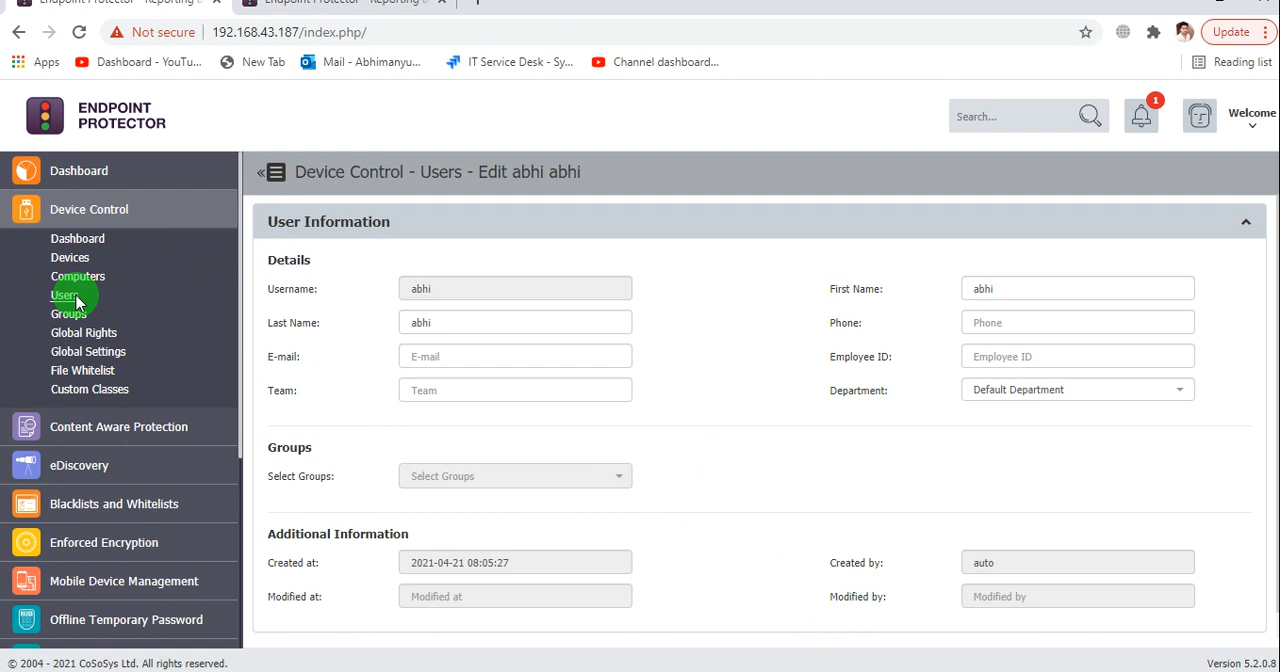 Endpoint Protector - Reporting
Endpoint Protector - Reporting
Not secure 192.168.43.187/index.php/
Update
Apps Dashboard - YouTu... New Tab Mail - Abhimanyu... IT Service Desk - Sy... Channel dashboard... Reading list
ENDPOINT
PROTECTOR
Search...
1
Welcome
Dashboard
Device Control
Dashboard
Devices
Computers
Users
Groups
Global Rights
Global Settings
File Whitelist
Custom Classes
Content Aware Protection
eDiscovery
Blacklists and Whitelists
Enforced Encryption
Mobile Device Management
Offline Temporary Password
Device Control - Users - Edit abhi abhi
User Information
Details
Username: abhi First Name: abhi
Last Name: abhi Phone: Phone
E-mail: E-mail Employee ID: Employee ID
Team: Team Department: Default Department
Groups
Select Groups: Select Groups
Additional Information
Created at: 2021-04-21 08:05:27 Created by: auto
Modified at: Modified at Modified by: Modified by
© 2004 - 2021 CoSoSys Ltd. All rights reserved. Version 5.2.0.8